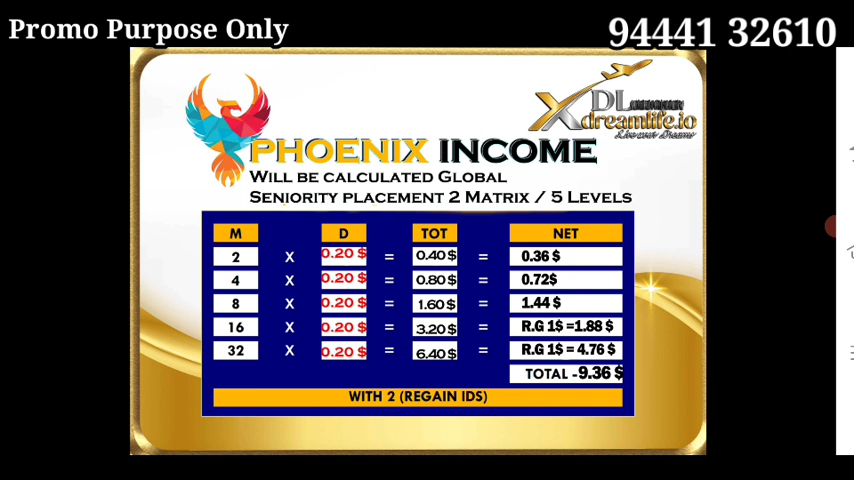 Promo Purpose Only
94441 32610
XDL
dreamlife.io
Live your Dreams
PHOENIX INCOME
WILL BE CALCULATED GLOBAL
SENIORITY PLACEMENT 2 MATRIX / 5 LEVELS
M D TOT NET
2 X 0.20 $ = 0.40 $ = 0.36 $
4 X 0.20 $ = 0.80 $ = 0.72$
8 X 0.20 $ = 1.60 $ = 1.44 $
16 X 0.20 $ = 3.20 $ = R.G 1$ =1.88 $
32 X 0.20 $ = 6.40 $ = R.G 1$ = 4.76 $
TOTAL -9.36 $
WITH 2 (REGAIN IDS)